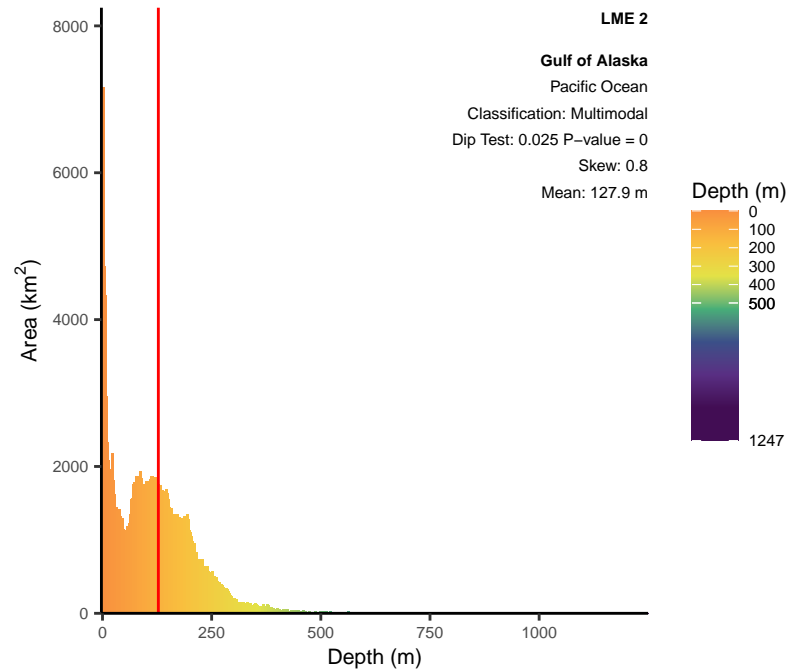 LME 2
Gulf of Alaska
Pacific Ocean
Classification: Multimodal
Dip Test: 0.025 P−value = 0
Skew: 0.8
Mean: 127.9 m
8000
6000
4000
2000
0
Area (km²)
0 250 500 750 1000
Depth (m)
Depth (m)
0
100
200
300
400
500
1247